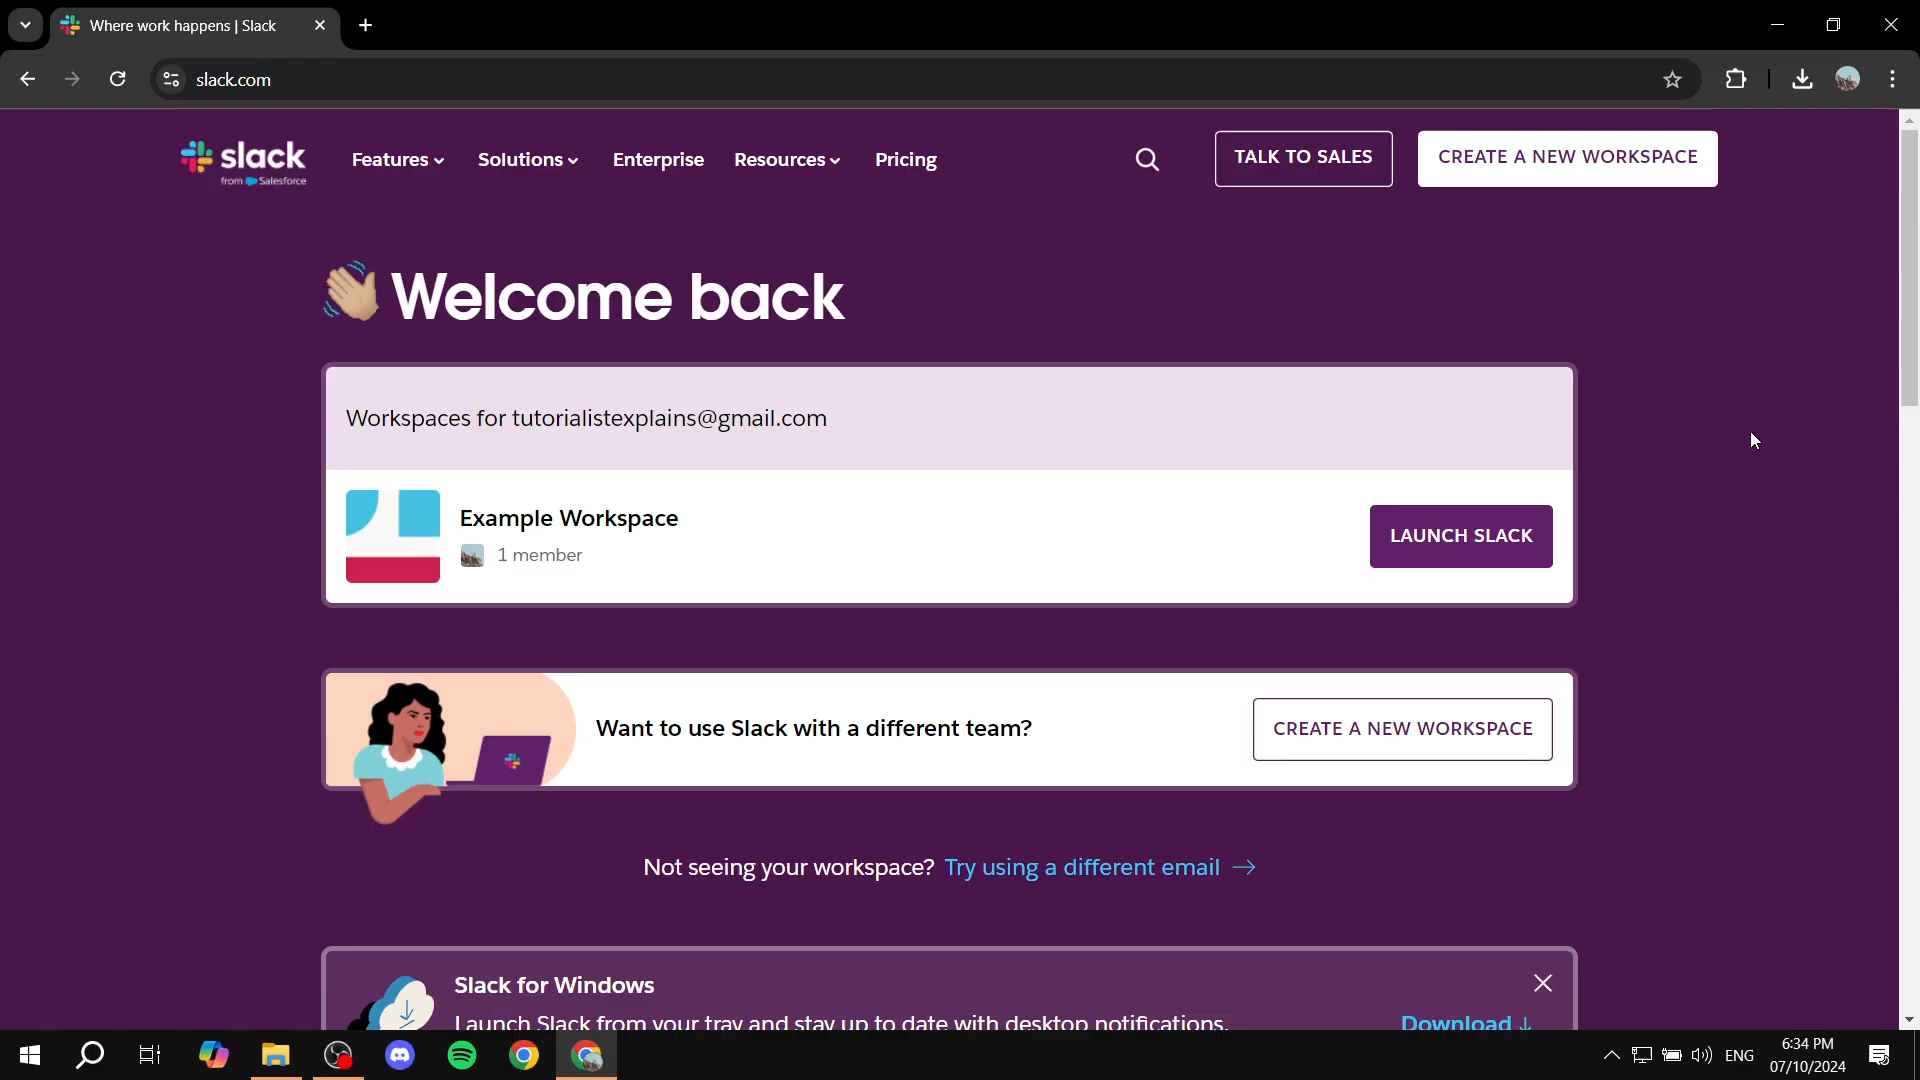 Where work happens | Slack
slack.com
slack
from Salesforce
Features
Solutions
Enterprise
Resources
Pricing
TALK TO SALES
CREATE A NEW WORKSPACE
Welcome back
Workspaces for tutorialistexplains@gmail.com
Example Workspace
1 member
LAUNCH SLACK
Want to use Slack with a different team?
CREATE A NEW WORKSPACE
Not seeing your workspace? Try using a different email →
Slack for Windows
Launch Slack from your tray and stay up to date with desktop notifications.
Download ↓
ENG
6:34 PM
07/10/2024